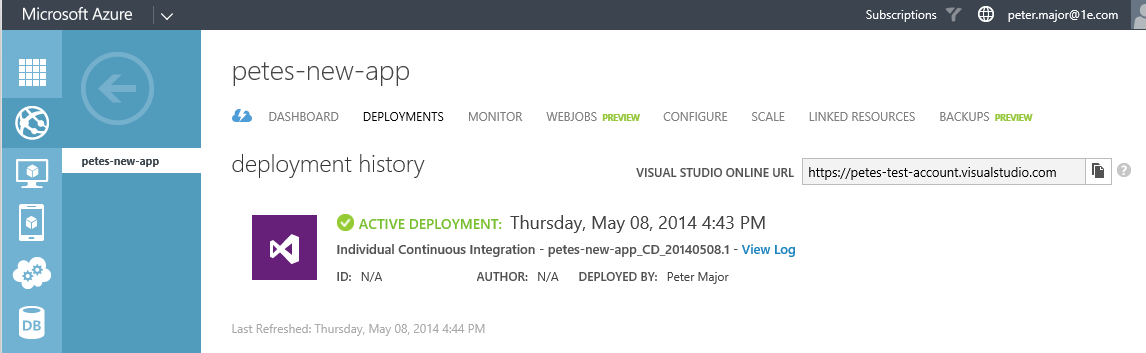 Microsoft Azure
Subscriptions peter.major@1e.com
petes-new-app
DASHBOARD DEPLOYMENTS MONITOR WEBJOBS PREVIEW CONFIGURE SCALE LINKED RESOURCES BACKUPS PREVIEW
petes-new-app
deployment history
VISUAL STUDIO ONLINE URL https://petes-test-account.visualstudio.com ?
ACTIVE DEPLOYMENT: Thursday, May 08, 2014 4:43 PM
Individual Continuous Integration - petes-new-app_CD_20140508.1 - View Log
ID: N/A AUTHOR: N/A DEPLOYED BY: Peter Major
DB
Last Refreshed: Thursday, May 08, 2014 4:44 PM